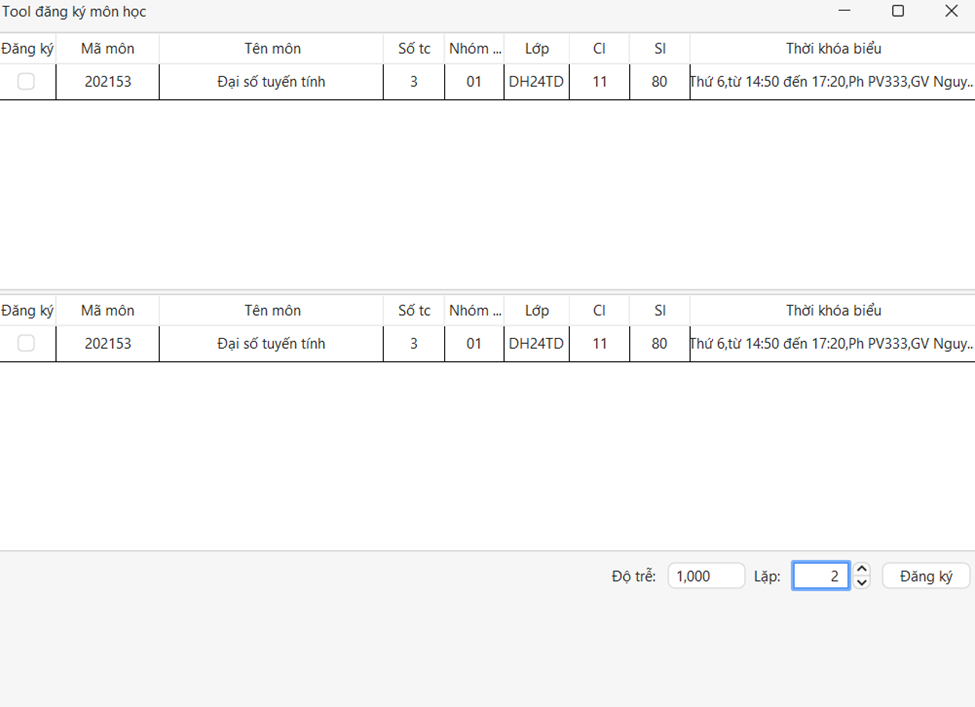 Tool đăng ký môn học
Đăng ký Mã môn Tên môn Số tc Nhóm ... Lớp Cl Sl Thời khóa biểu
202153 Đại số tuyến tính 3 01 DH24TD 11 80 Thứ 6,từ 14:50 đến 17:20,Ph PV333,GV Nguy...
Đăng ký Mã môn Tên môn Số tc Nhóm ... Lớp Cl Sl Thời khóa biểu
202153 Đại số tuyến tính 3 01 DH24TD 11 80 Thứ 6,từ 14:50 đến 17:20,Ph PV333,GV Nguy...
Độ trễ: 1,000 Lặp: 2 Đăng ký